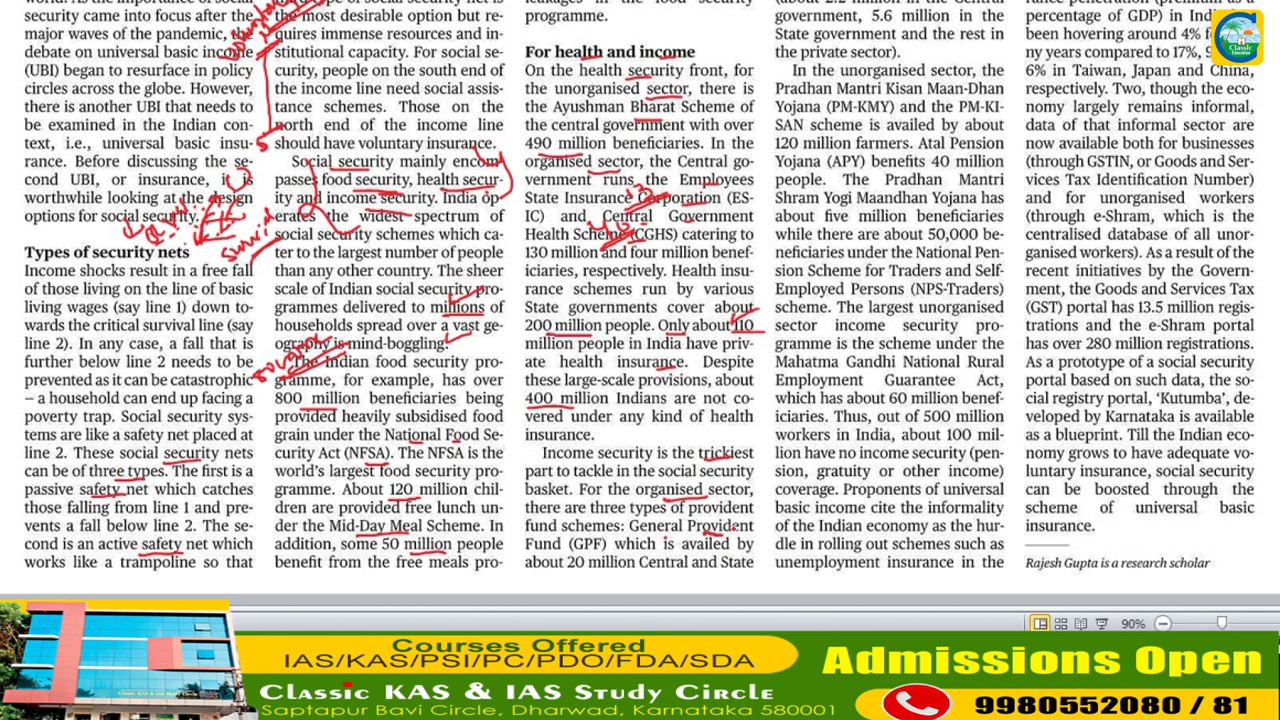 world. As the importance of social
security came into focus after the
major waves of the pandemic, the
debate on universal basic income
(UBI) began to resurface in policy
circles across the globe. However,
there is another UBI that needs to
be examined in the Indian con-
text, i.e., universal basic insu-
rance. Before discussing the se-
cond UBI, or insurance, it is
worthwhile looking at the design
options for social security.
Types of security nets
Income shocks result in a free fall
of those living on the line of basic
living wages (say line 1) down to-
wards the critical survival line (say
line 2). In any case, a fall that is
further below line 2 needs to be
prevented as it can be catastrophic
– a household can end up facing a
poverty trap. Social security sys-
tems are like a safety net placed at
line 2. These social security nets
can be of three types. The first is a
passive safety net which catches
those falling from line 1 and pre-
vents a fall below line 2. The se-
cond is an active safety net which
works like a trampoline so that
the most desirable option but re-
quires immense resources and in-
stitutional capacity. For social se-
curity, people on the south end of
the income line need social assis-
tance schemes. Those on the
north end of the income line
should have voluntary insurance.
Social security mainly encom-
passes food security, health secur-
ity and income security. India op-
erates the widest spectrum of
social security schemes which ca-
ter to the largest number of people
than any other country. The sheer
scale of Indian social security pro-
grammes delivered to millions of
households spread over a vast ge-
ography is mind-boggling.
The Indian food security pro-
gramme, for example, has over
800 million beneficiaries being
provided heavily subsidised food
grain under the National Food Se-
curity Act (NFSA). The NFSA is the
world's largest food security pro-
gramme. About 120 million chil-
dren are provided free lunch un-
der the Mid-Day Meal Scheme. In
addition, some 50 million people
benefit from the free meals pro-
programme.
For health and income
On the health security front, for
the unorganised sector, there is
the Ayushman Bharat Scheme of
the central government with over
490 million beneficiaries. In the
organised sector, the Central go-
vernment runs the Employees
State Insurance Corporation (ES-
IC) and Central Government
Health Scheme (CGHS) catering to
130 million and four million benef-
iciaries, respectively. Health insu-
rance schemes run by various
State governments cover about
200 million people. Only about 110
million people in India have priv-
ate health insurance. Despite
these large-scale provisions, about
400 million Indians are not co-
vered under any kind of health
insurance.
Income security is the trickiest
part to tackle in the social security
basket. For the organised sector,
there are three types of provident
fund schemes: General Provident
Fund (GPF) which is availed by
about 20 million Central and State
government, 5.6 million in the
State government and the rest in
the private sector).
In the unorganised sector, the
Pradhan Mantri Kisan Maan-Dhan
Yojana (PM-KMY) and the PM-KI-
SAN scheme is availed by about
120 million farmers. Atal Pension
Yojana (APY) benefits 40 million
people. The Pradhan Mantri
Shram Yogi Maandhan Yojana has
about five million beneficiaries
while there are about 50,000 be-
neficiaries under the National Pen-
sion Scheme for Traders and Self-
Employed Persons (NPS-Traders)
scheme. The largest unorganised
sector income security pro-
gramme is the scheme under the
Mahatma Gandhi National Rural
Employment Guarantee Act,
which has about 60 million benef-
iciaries. Thus, out of 500 million
workers in India, about 100 mil-
lion have no income security (pen-
sion, gratuity or other income)
coverage. Proponents of universal
basic income cite the informality
of the Indian economy as the hur-
dle in rolling out schemes such as
unemployment insurance in the
percentage of GDP) in
been hovering around 4%
ny years compared to 17%,
6% in Taiwan, Japan and China,
respectively. Two, though the eco-
nomy largely remains informal,
data of that informal sector are
now available both for businesses
(through GSTIN, or Goods and Ser-
vices Tax Identification Number)
and for unorganised workers
(through e-Shram, which is the
centralised database of all unor-
ganised workers). As a result of the
recent initiatives by the Govern-
ment, the Goods and Services Tax
(GST) portal has 13.5 million regis-
trations and the e-Shram portal
has over 280 million registrations.
As a prototype of a social security
portal based on such data, the so-
cial registry portal, 'Kutumba', de-
veloped by Karnataka is available
as a blueprint. Till the Indian eco-
nomy grows to have adequate vo-
luntary insurance, social security
can be boosted through the
scheme of universal basic
insurance.
Rajesh Gupta is a research scholar
Classic
Education
90%
Courses Offered
IAS/KAS/PSI/PC/PDO/FDA/SDA
Classic KAS & IAS Study Circle
Saptapur Bavi Circle, Dharwad, Karnataka 580001
Admissions Open
9980552080 / 81